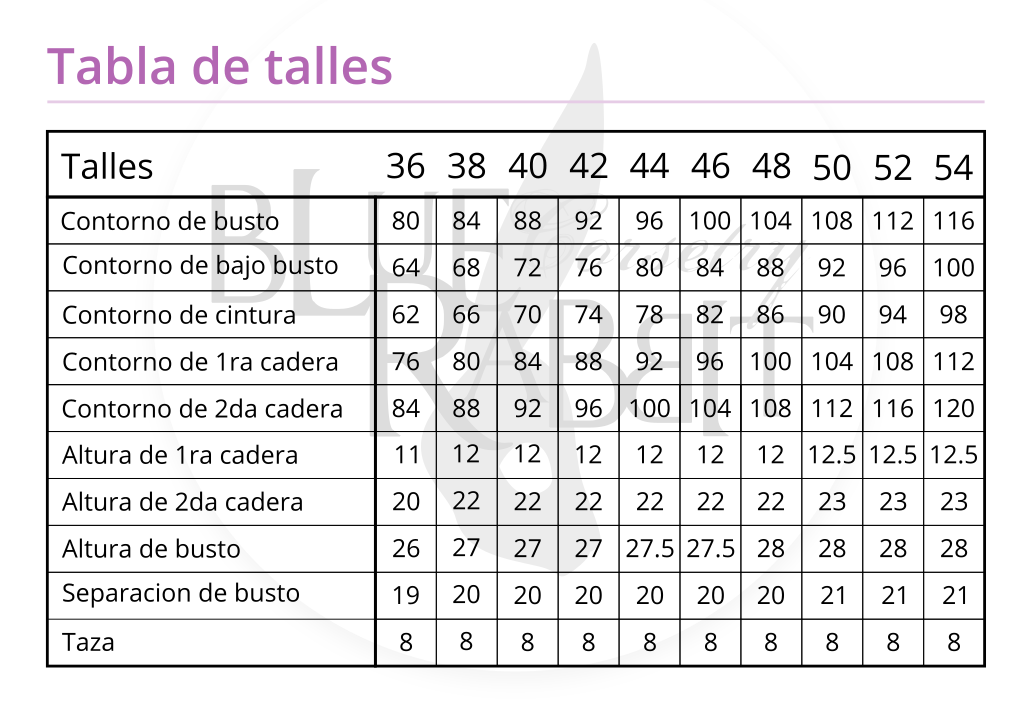 Tabla de talles
Talles 36 38 40 42 44 46 48 50 52 54
Contorno de busto 80 84 88 92 96 100 104 108 112 116
Contorno de bajo busto 64 68 72 76 80 84 88 92 96 100
Contorno de cintura 62 66 70 74 78 82 86 90 94 98
Contorno de 1ra cadera 76 80 84 88 92 96 100 104 108 112
Contorno de 2da cadera 84 88 92 96 100 104 108 112 116 120
Altura de 1ra cadera 11 12 12 12 12 12 12 12.5 12.5 12.5
Altura de 2da cadera 20 22 22 22 22 22 22 23 23 23
Altura de busto 26 27 27 27 27.5 27.5 28 28 28 28
Separacion de busto 19 20 20 20 20 20 20 21 21 21
Taza 8 8 8 8 8 8 8 8 8 8
BLUE Corsetry
RABBIT